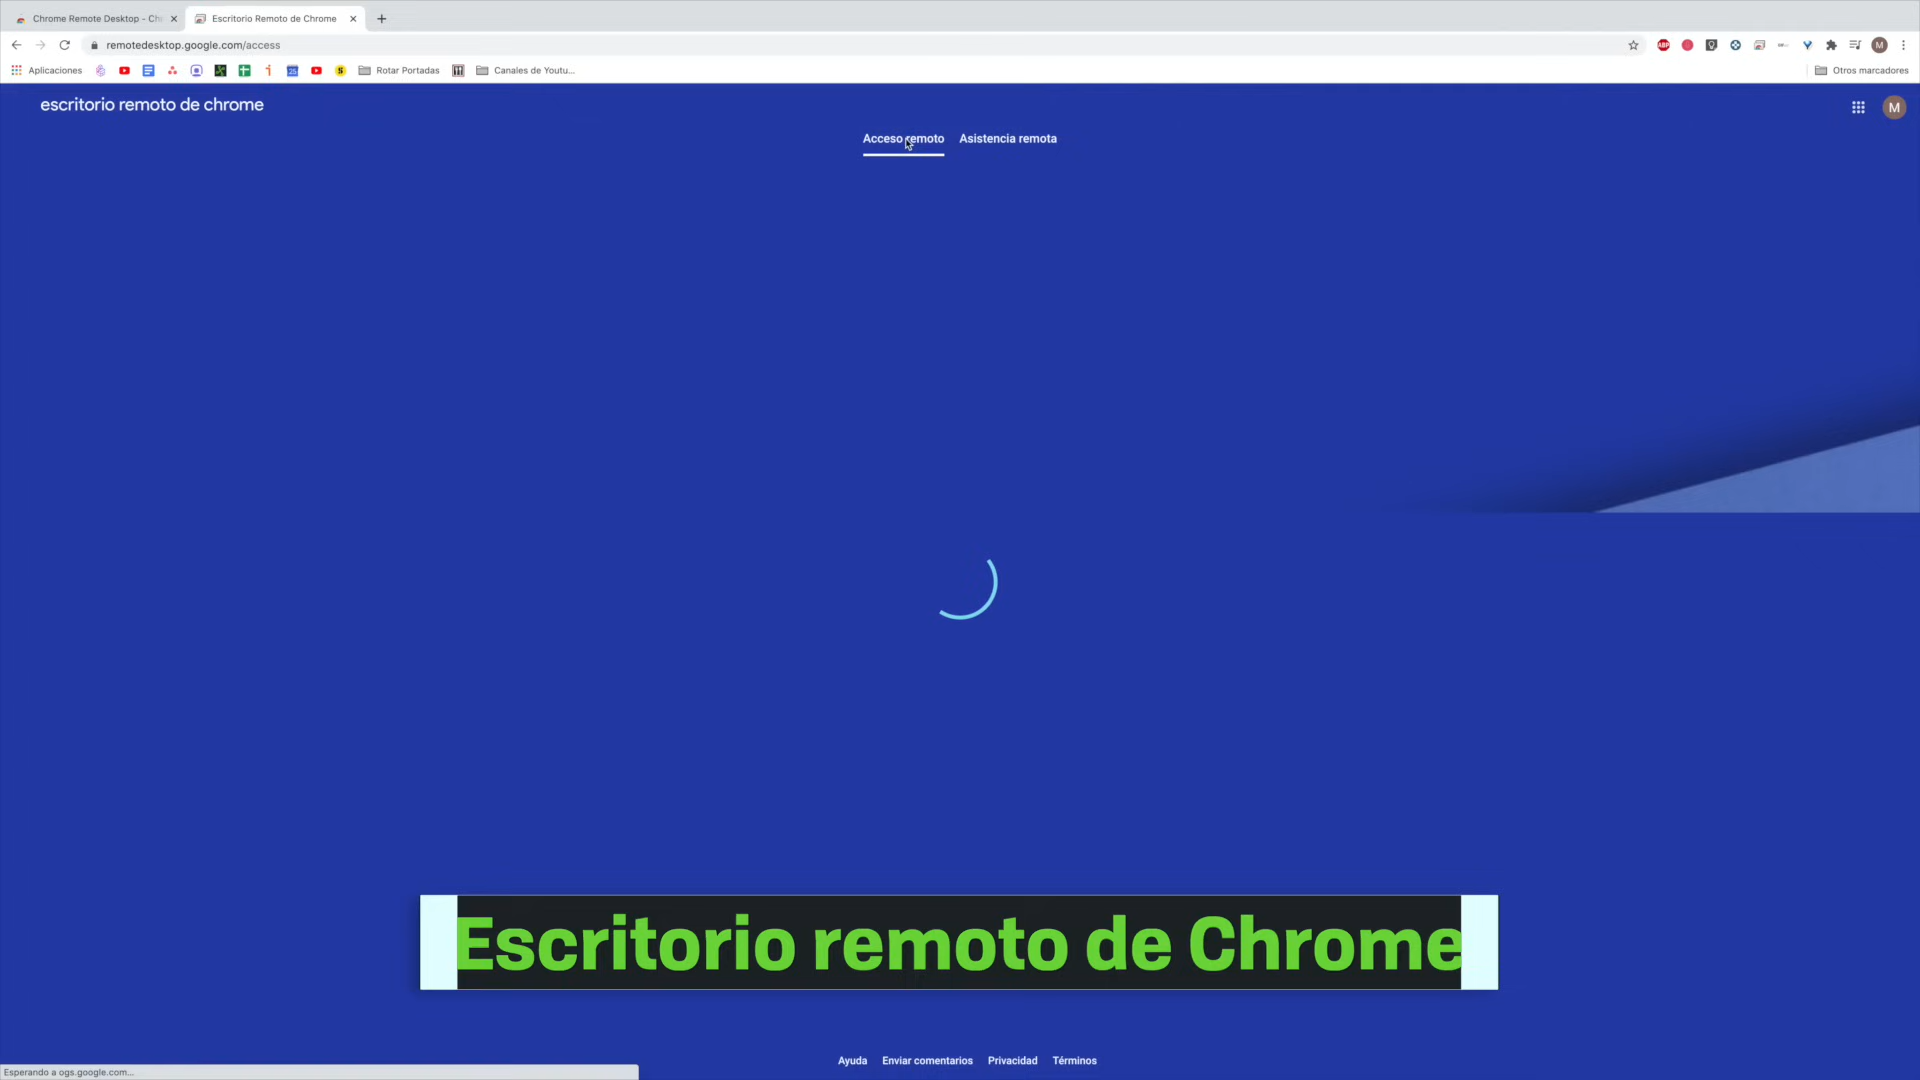 Chrome Remote Desktop - Ch
Escritorio Remoto de Chrome
remotedesktop.google.com/access
ABP
M
Aplicaciones
Rotar Portadas
Canales de Youtu...
Otros marcadores
escritorio remoto de chrome
M
Acceso remoto
Asistencia remota
Escritorio remoto de Chrome
Ayuda
Enviar comentarios
Privacidad
Términos
Esperando a ogs.google.com...